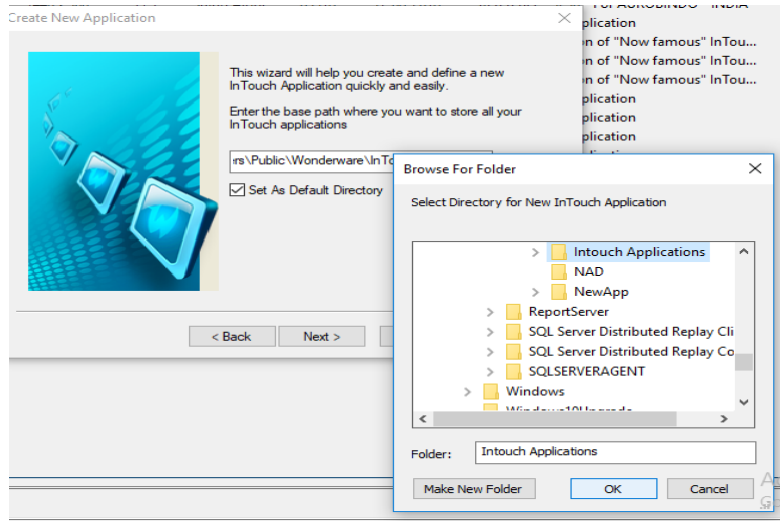 Create New Application
This wizard will help you create and define a new
InTouch Application quickly and easily.
Enter the base path where you want to store all your
InTouch applications
rs\Public\Wonderware\InTo
Set As Default Directory
< Back
Next >
AUROBINDO
INDIA
plication
n of "Now famous" InTou...
n of "Now famous" InTou...
n of "Now famous" InTou...
plication
plication
plication
Browse For Folder
Select Directory for New InTouch Application
Intouch Applications
NAD
NewApp
ReportServer
SQL Server Distributed Replay Cli
SQL Server Distributed Replay Co
SQLSERVERAGENT
Windows
Windows10Upgrade
Folder:
Intouch Applications
Make New Folder
OK
Cancel